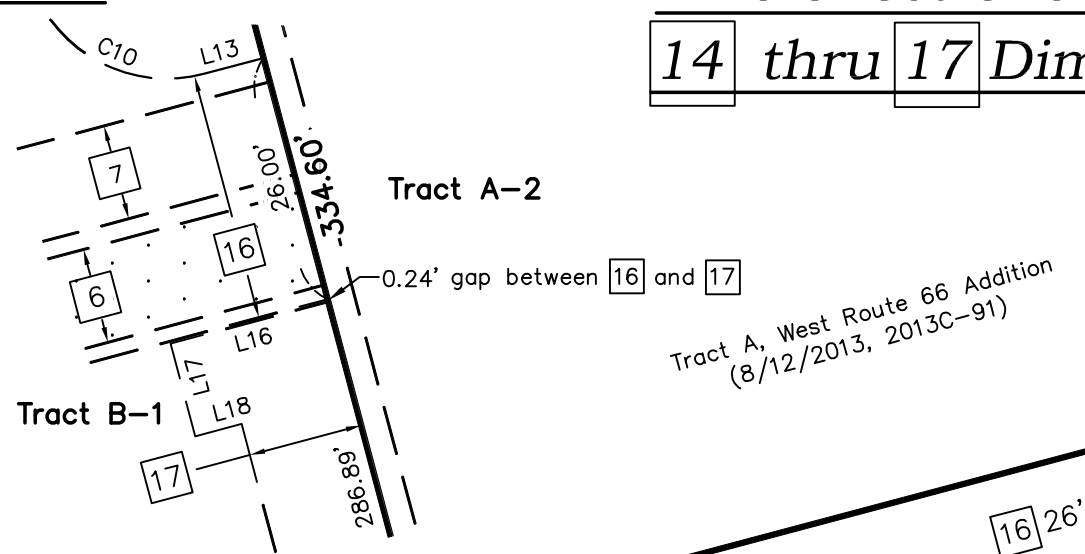 14 thru 17 Dim
C10
L13
7
26.00'
334.60'
Tract A-2
16
0.24' gap between 16 and 17
6
L16
L17
Tract B-1
L18
17
286.89'
Tract A, West Route 66 Addition
(8/12/2013, 2013C-91)
16 26'